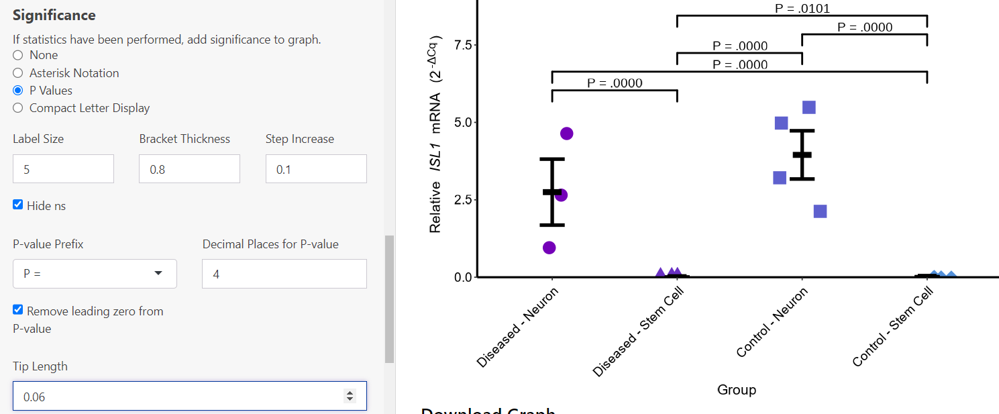 Significance
If statistics have been performed, add significance to graph.
None
Asterisk Notation
P Values
Compact Letter Display
Label Size
Bracket Thickness
Step Increase
5
0.8
0.1
Hide ns
P-value Prefix
Decimal Places for P-value
P =
4
Remove leading zero from
P-value
Tip Length
0.06
P = .0101
P = .0000
P = .0000
P = .0000
P = .0000
Relative ISL1 mRNA (2^-ΔCq)
7.5
5.0
2.5
0.0
Diseased - Neuron
Diseased - Stem Cell
Control - Neuron
Control - Stem Cell
Group
Download Graph